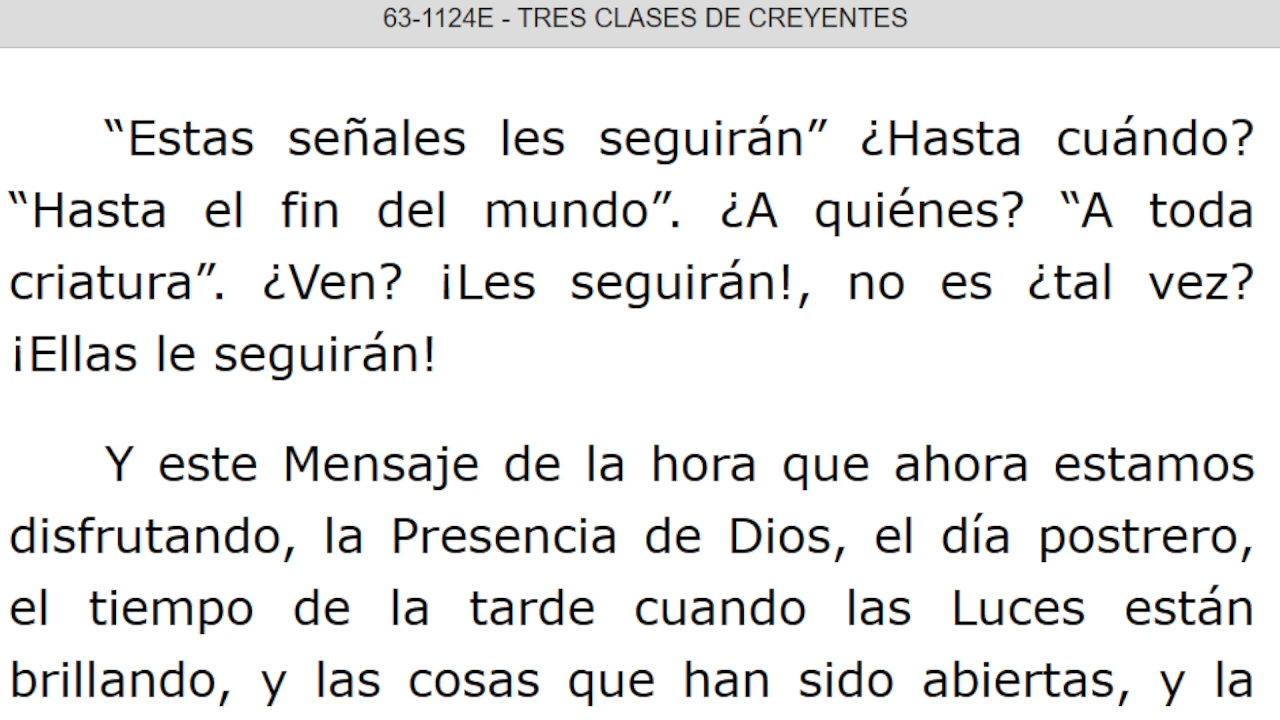 63-1124E - TRES CLASES DE CREYENTES
“Estas señales les seguirán” ¿Hasta cuándo?
“Hasta el fin del mundo”. ¿A quiénes? “A toda
criatura”. ¿Ven? ¡Les seguirán!, no es ¿tal vez?
¡Ellas le seguirán!
Y este Mensaje de la hora que ahora estamos
disfrutando, la Presencia de Dios, el día postrero,
el tiempo de la tarde cuando las Luces están
brillando, y las cosas que han sido abiertas, y la